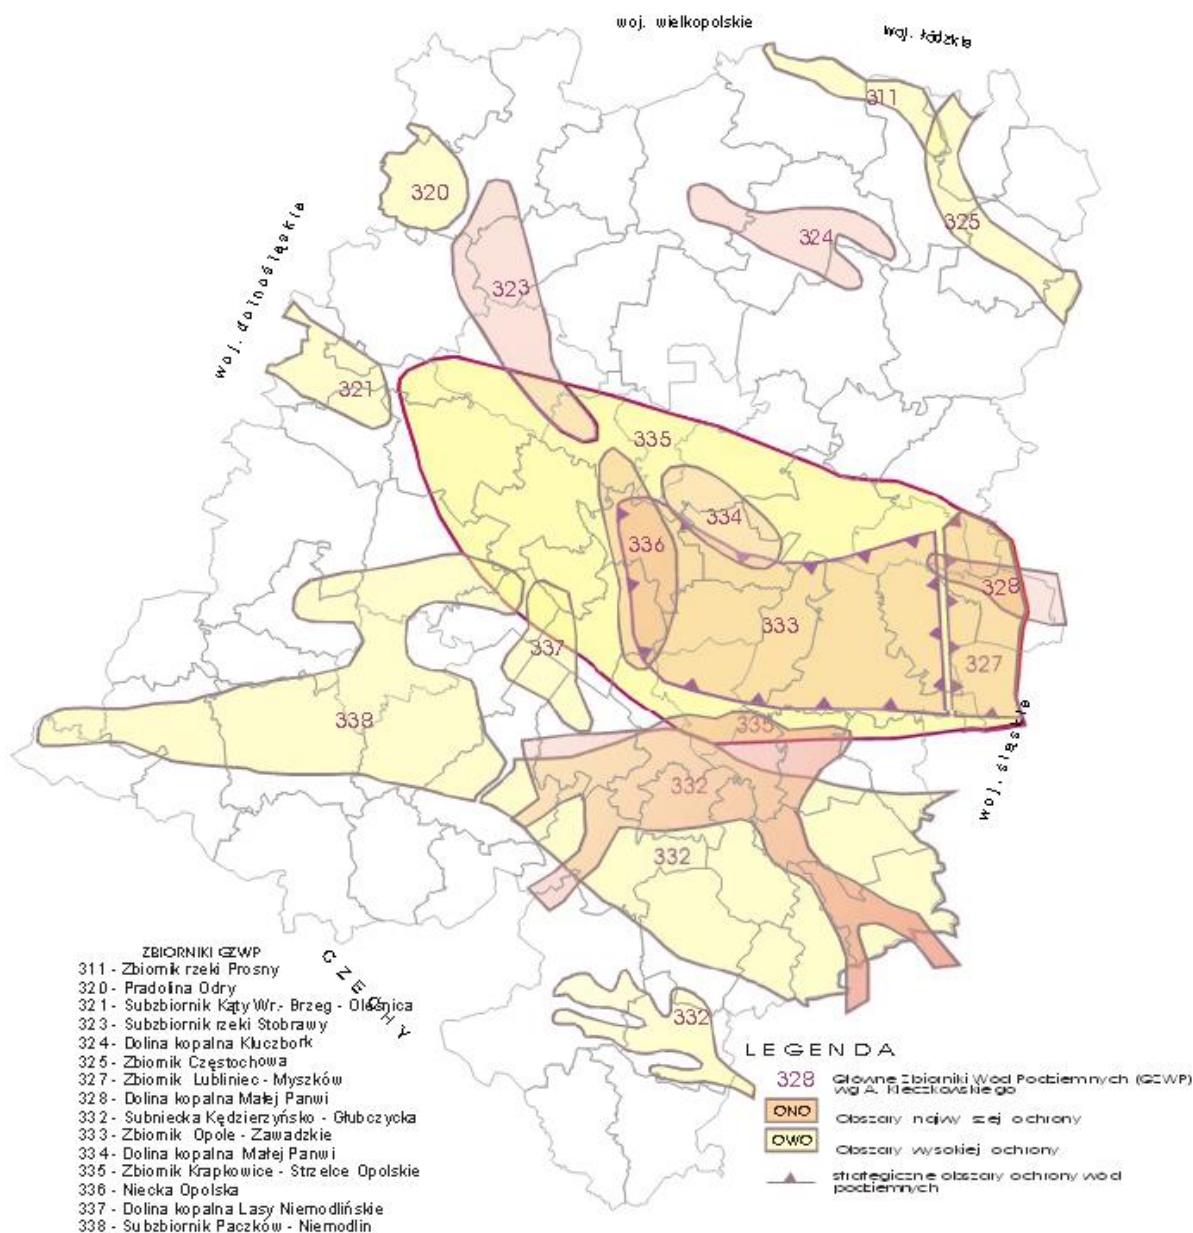 woj. wielkopolskie
woj. łódzkie
311
320
324
325
woj. dolnośląskie
323
321
335
334
336
328
333
337
327
338
335
woj. śląskie
332
332
332
CZECHY
ZBIORNIKI GZWP
311 - Zbiornik rzeki Prosny
320 - Pradolina Odry
321 - Subzbiornik Kąty Wr.- Brzeg - Oleśnica
323 - Subzbiornik rzeki Stobrawy
324 - Dolina kopalna Kluczbork
325 - Zbiornik Częstochowa
327 - Zbiornik Lubliniec - Myszków
328 - Dolina kopalna Małej Panwi
332 - Subniecka Kędzierzyńsko - Głubczycka
333 - Zbiornik Opole - Zawadzkie
334 - Dolina kopalna Małej Panwi
335 - Zbiornik Krapkowice - Strzelce Opolskie
336 - Niecka Opolska
337 - Dolina kopalna Lasy Niemodlińskie
338 - Subzbiornik Paczków - Niemodlin
LEGENDA
328 Główne Zbiorniki Wód Podziemnych (GZWP)
wg A. Kleczkowskiego
ONO Obszary najwy szej ochrony
OWO Obszary wysokiej ochrony
strategiczne obszary ochrony wód
podziemnych